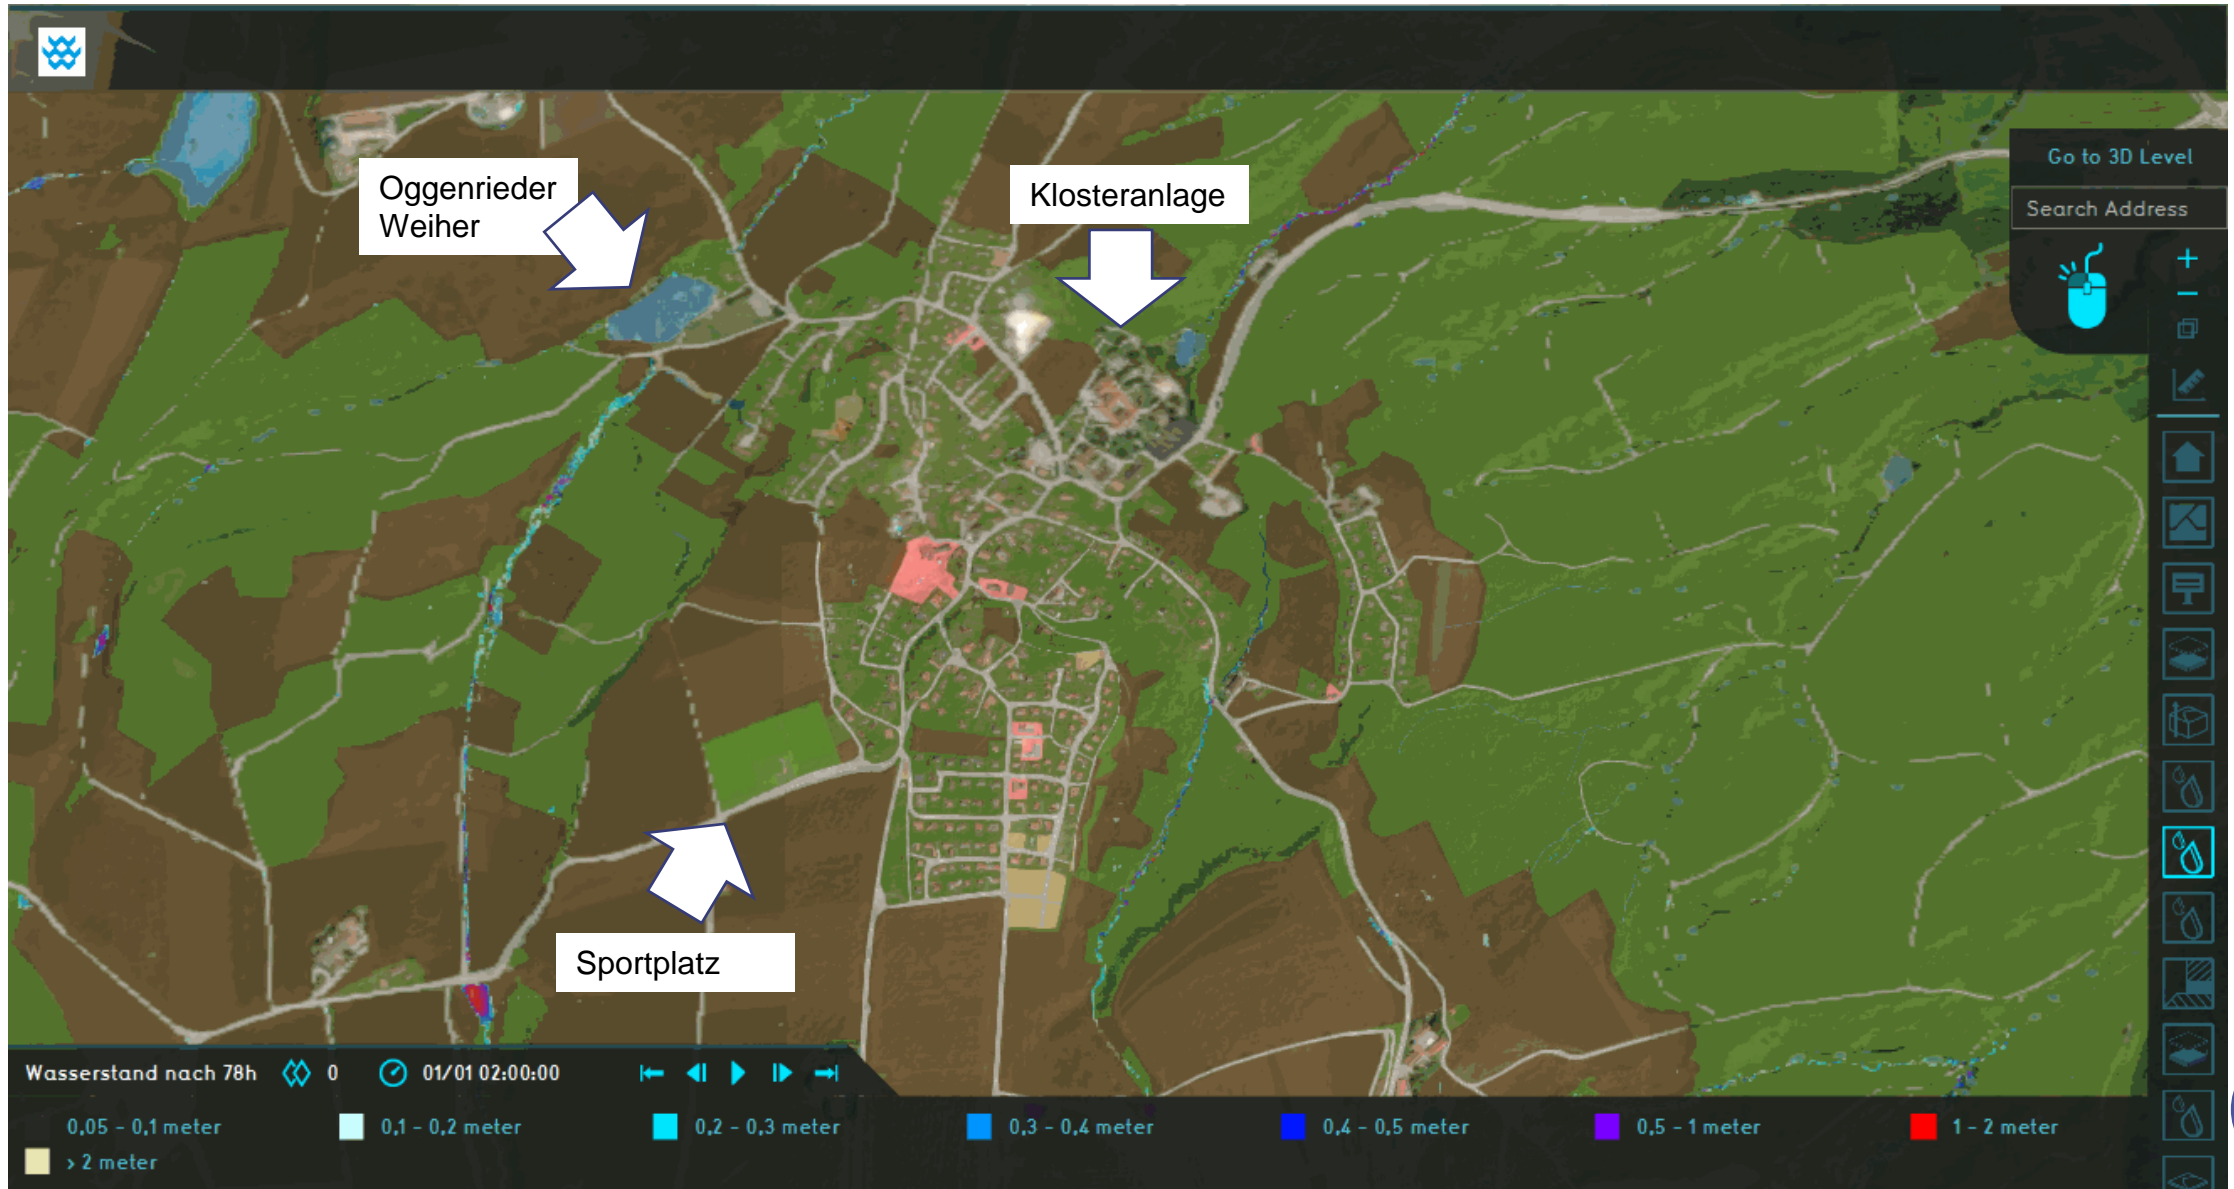 Go to 3D Level
Oggenrieder
Weiher
Klosteranlage
Search Address
Sportplatz
Wasserstand nach 78h
0
01/01 02:00:00
0,05 - 0,1 meter
0,1 - 0,2 meter
0,2 - 0,3 meter
0,3 - 0,4 meter
0,4 - 0,5 meter
0,5 - 1 meter
1 - 2 meter
> 2 meter